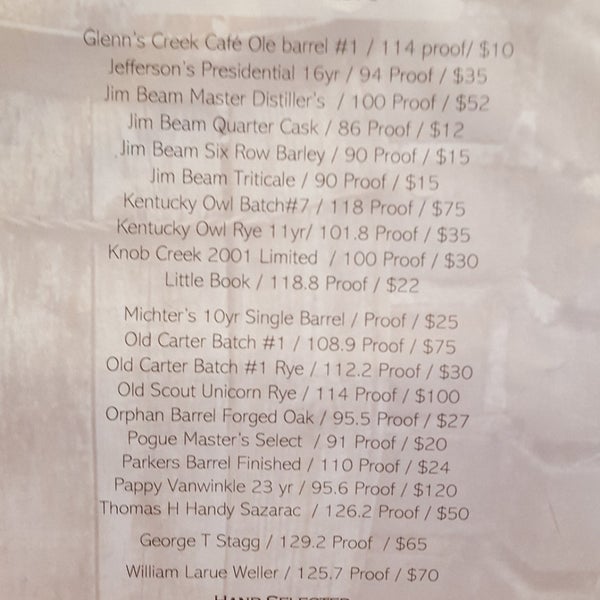 Glenn's Creek Café Ole barrel #1 / 114 proof/ $10
Jefferson's Presidential 16yr / 94 Proof / $35
Jim Beam Master Distiller's / 100 Proof / $52
Jim Beam Quarter Cask / 86 Proof / $12
Jim Beam Six Row Barley / 90 Proof / $15
Jim Beam Triticale / 90 Proof / $15
Kentucky Owl Batch#7 / 118 Proof / $75
Kentucky Owl Rye 11yr/ 101.8 Proof / $35
Knob Creek 2001 Limited / 100 Proof / $30
Little Book / 118.8 Proof / $22
Michter's 10yr Single Barrel / Proof / $25
Old Carter Batch #1 / 108.9 Proof / $75
Old Carter Batch #1 Rye / 112.2 Proof / $30
Old Scout Unicorn Rye / 114 Proof / $100
Orphan Barrel Forged Oak / 95.5 Proof / $27
Pogue Master's Select / 91 Proof / $20
Parkers Barrel Finished / 110 Proof / $24
Pappy Vanwinkle 23 yr / 95.6 Proof / $120
Thomas H Handy Sazarac / 126.2 Proof / $50
George T Stagg / 129.2 Proof / $65
William Larue Weller / 125.7 Proof / $70
HAND SELECTED